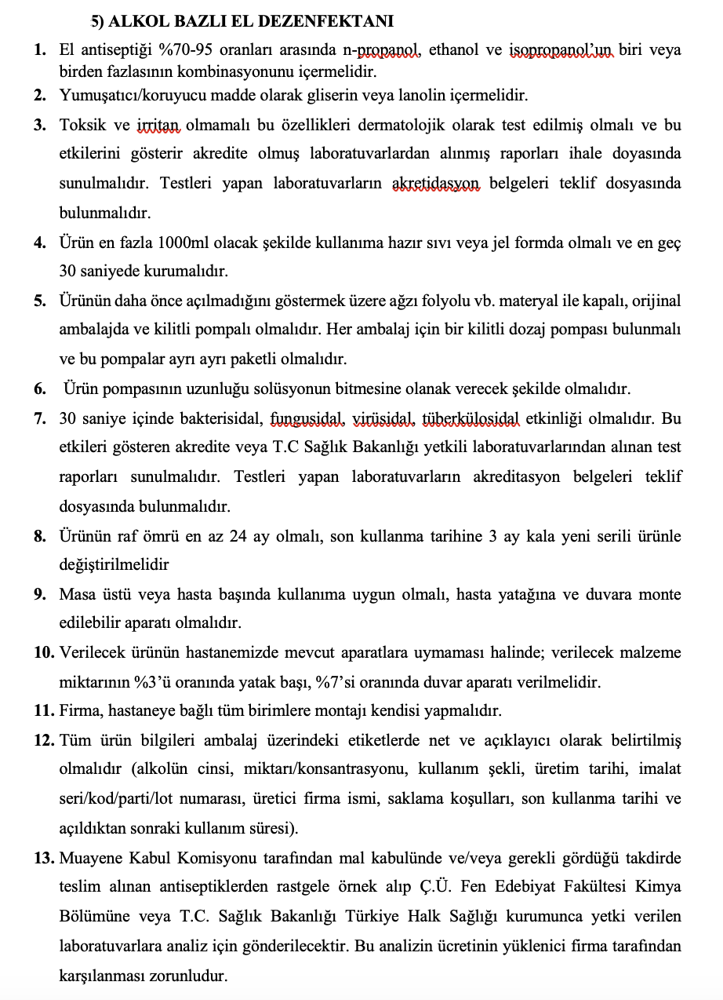 5) ALKOL BAZLI EL DEZENFEKTANI
1. El antiseptiği %70-95 oranları arasında n-propanol, ethanol ve isopropanol’un biri veya
birden fazlasının kombinasyonunu içermelidir.
2. Yumuşatıcı/koruyucu madde olarak gliserin veya lanolin içermelidir.
3. Toksik ve irritan olmamalı bu özellikleri dermatolojik olarak test edilmiş olmalı ve bu
etkilerini gösterir akredite olmuş laboratuvarlardan alınmış raporları ihale doyasında
sunulmalıdır. Testleri yapan laboratuvarların akretidasyon belgeleri teklif dosyasında
bulunmalıdır.
4. Ürün en fazla 1000ml olacak şekilde kullanıma hazır sıvı veya jel formda olmalı ve en geç
30 saniyede kurumalıdır.
5. Ürünün daha önce açılmadığını göstermek üzere ağzı folyolu vb. materyal ile kapalı, orijinal
ambalajda ve kilitli pompalı olmalıdır. Her ambalaj için bir kilitli dozaj pompası bulunmalı
ve bu pompalar ayrı ayrı paketli olmalıdır.
6. Ürün pompasının uzunluğu solüsyonun bitmesine olanak verecek şekilde olmalıdır.
7. 30 saniye içinde bakterisidal, fungusidal, virüsidal, tüberkülosidal etkinliği olmalıdır. Bu
etkileri gösteren akredite veya T.C Sağlık Bakanlığı yetkili laboratuvarlarından alınan test
raporları sunulmalıdır. Testleri yapan laboratuvarların akreditasyon belgeleri teklif
dosyasında bulunmalıdır.
8. Ürünün raf ömrü en az 24 ay olmalı, son kullanma tarihine 3 ay kala yeni serili ürünle
değiştirilmelidir
9. Masa üstü veya hasta başında kullanıma uygun olmalı, hasta yatağına ve duvara monte
edilebilir aparatı olmalıdır.
10. Verilecek ürünün hastanemizde mevcut aparatlara uymaması halinde; verilecek malzeme
miktarının %3’ü oranında yatak başı, %7’si oranında duvar aparatı verilmelidir.
11. Firma, hastaneye bağlı tüm birimlere montajı kendisi yapmalıdır.
12. Tüm ürün bilgileri ambalaj üzerindeki etiketlerde net ve açıklayıcı olarak belirtilmiş
olmalıdır (alkolün cinsi, miktarı/konsantrasyonu, kullanım şekli, üretim tarihi, imalat
seri/kod/parti/lot numarası, üretici firma ismi, saklama koşulları, son kullanma tarihi ve
açıldıktan sonraki kullanım süresi).
13. Muayene Kabul Komisyonu tarafından mal kabulünde ve/veya gerekli gördüğü takdirde
teslim alınan antiseptiklerden rastgele örnek alıp Ç.Ü. Fen Edebiyat Fakültesi Kimya
Bölümüne veya T.C. Sağlık Bakanlığı Türkiye Halk Sağlığı kurumunca yetki verilen
laboratuvarlara analiz için gönderilecektir. Bu analizin ücretinin yüklenici firma tarafından
karşılanması zorunludur.